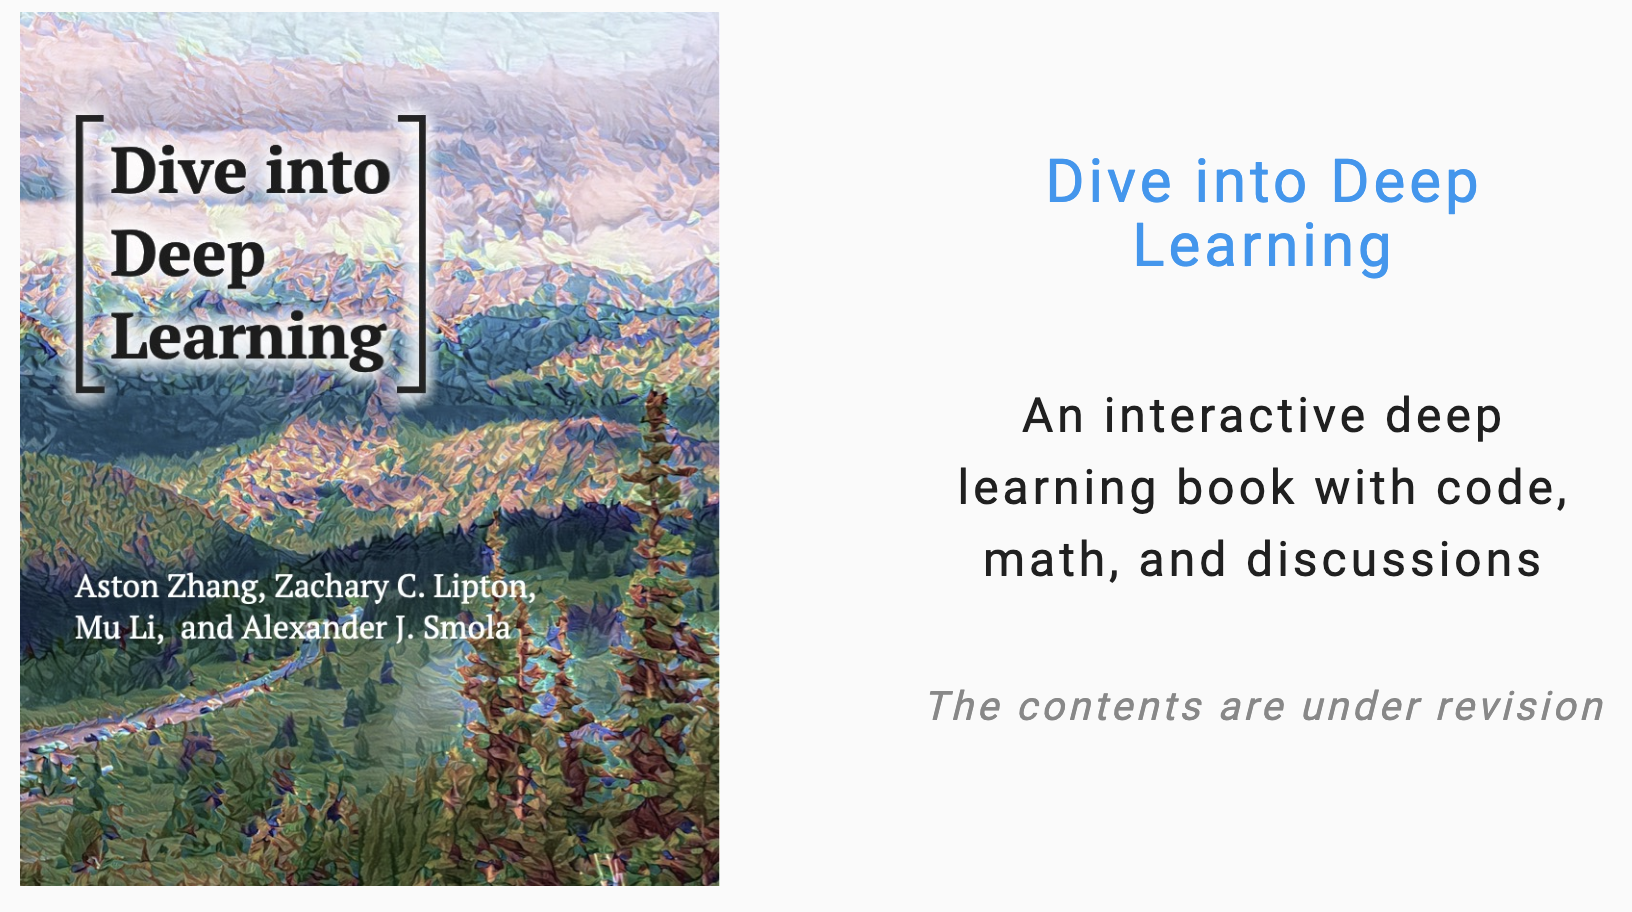 Dive into
Deep
Learning
Aston Zhang, Zachary C. Lipton,
Mu Li, and Alexander J. Smola
Dive into Deep
Learning
An interactive deep
learning book with code,
math, and discussions
The contents are under revision